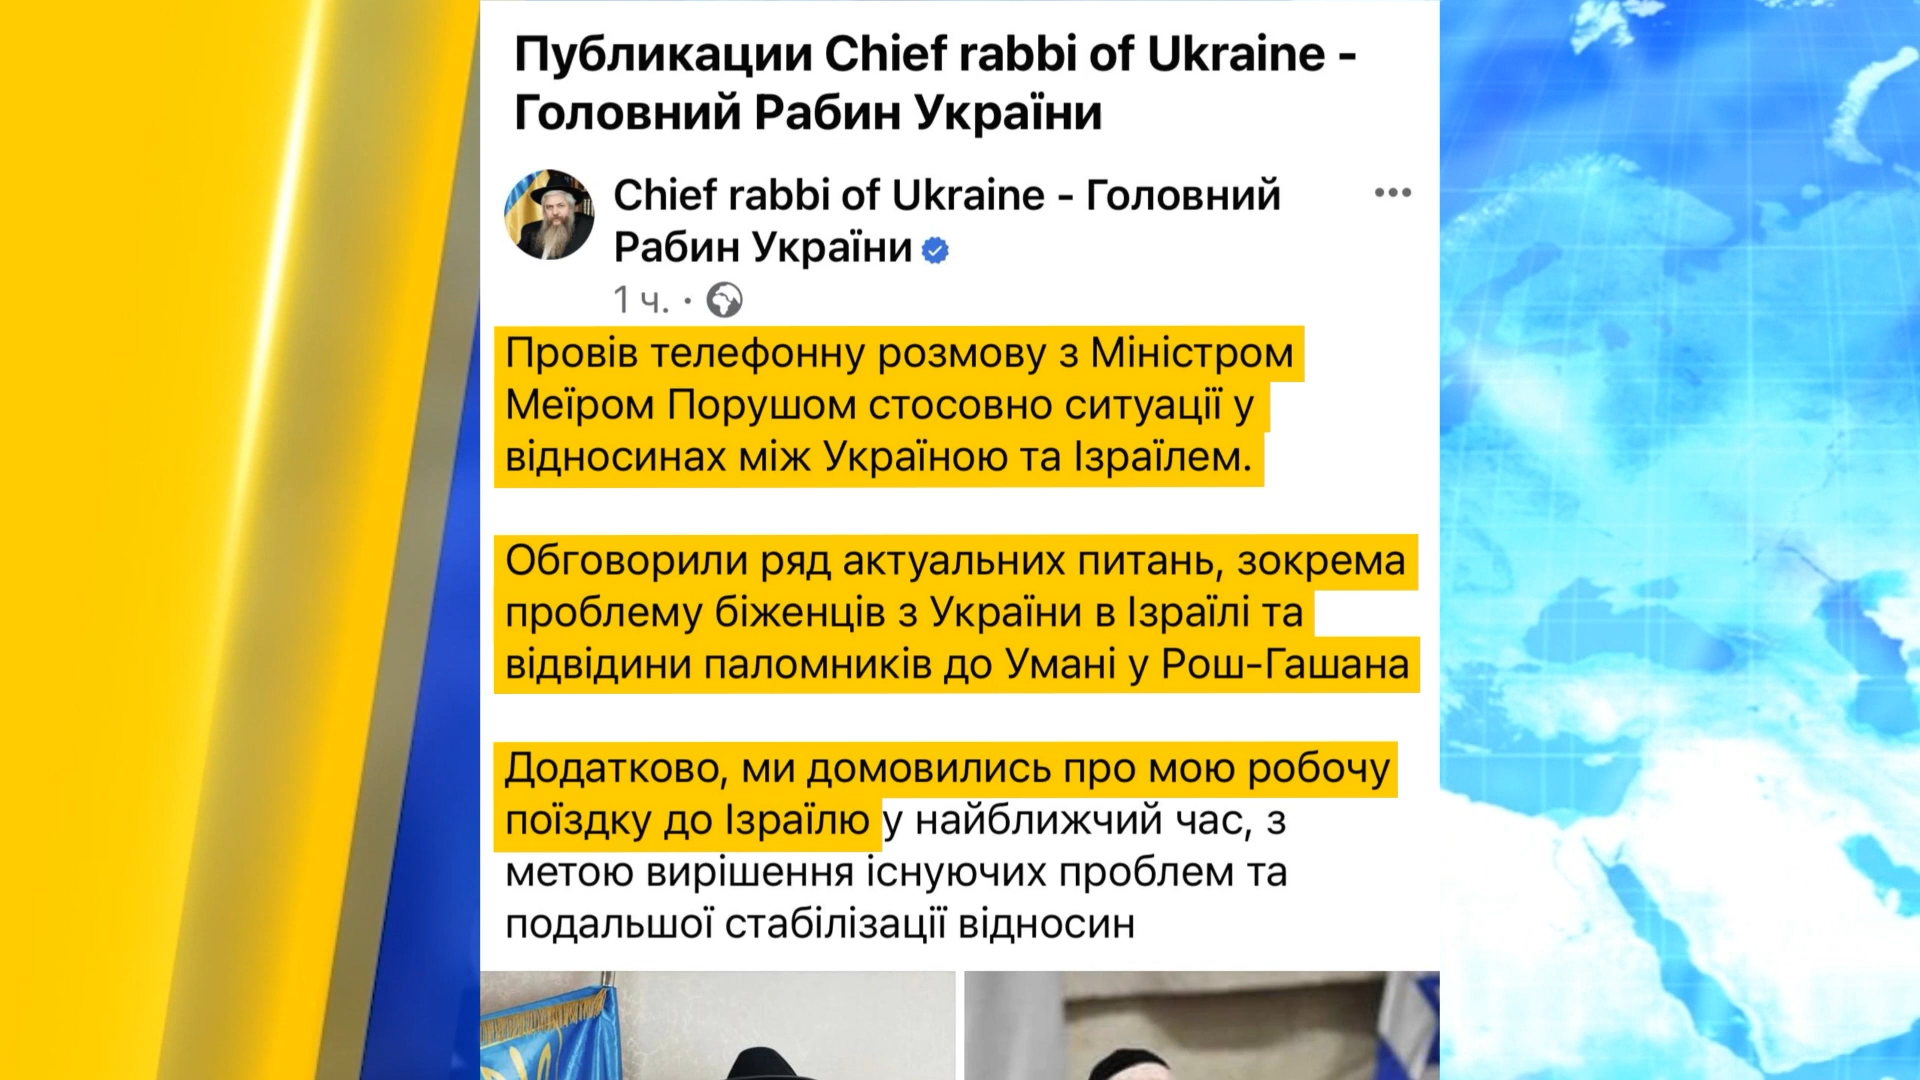 Публикации Chief rabbi of Ukraine -
Головний Рабин України
Chief rabbi of Ukraine - Головний
Рабин України
1 ч. ·
Провів телефонну розмову з Міністром
Меїром Порушом стосовно ситуації у
відносинах між Україною та Ізраїлем.
Обговорили ряд актуальних питань, зокрема
проблему біженців з України в Ізраїлі та
відвідини паломників до Умані у Рош-Гашана
Додатково, ми домовились про мою робочу
поїздку до Ізраїлю у найближчий час, з
метою вирішення існуючих проблем та
подальшої стабілізації відносин